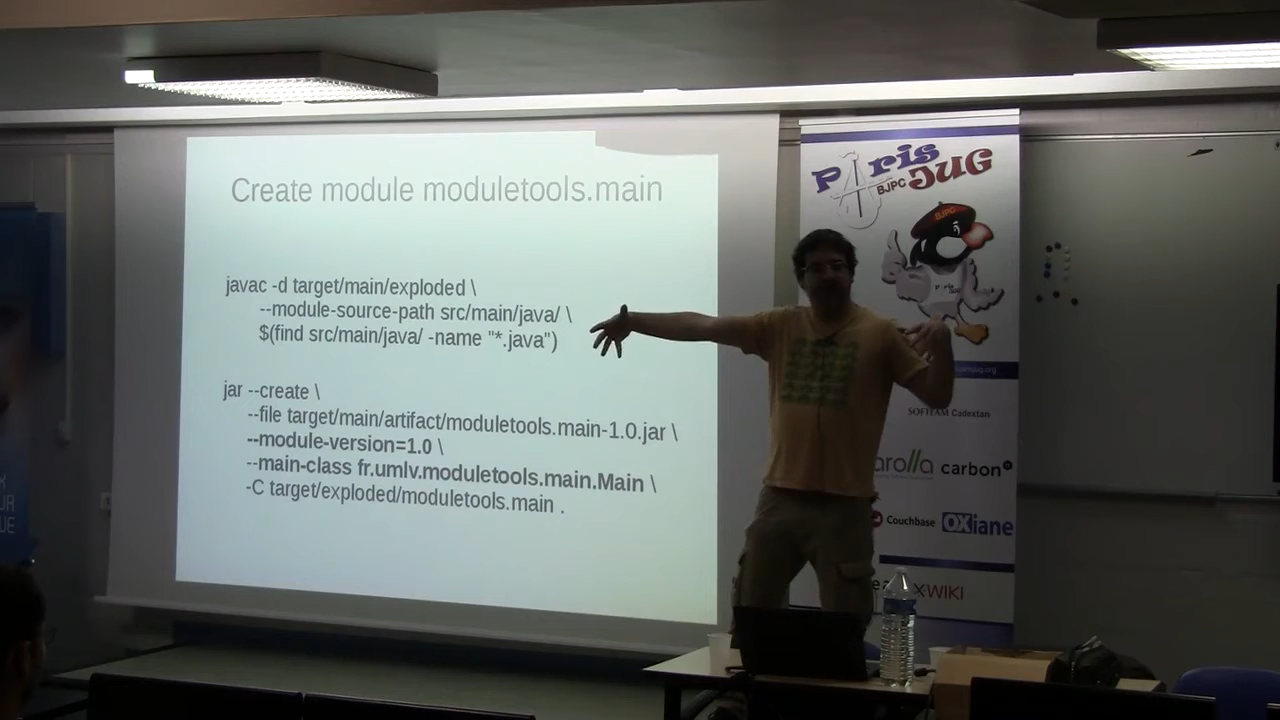 Create module moduletools.main
javac -d target/main/exploded \
--module-source-path src/main/java/ \
$(find src/main/java/ -name "*.java")
jar --create \
--file target/main/artifact/moduletools.main-1.0.jar \
--module-version=1.0 \
--main-class fr.umlv.moduletools.main.Main \
-C target/exploded/moduletools.main .
Paris
BJPC JUG
BJPC
SOFTEAM Cadextan
arolla carbon
Couchbase OXiane
XWIKI